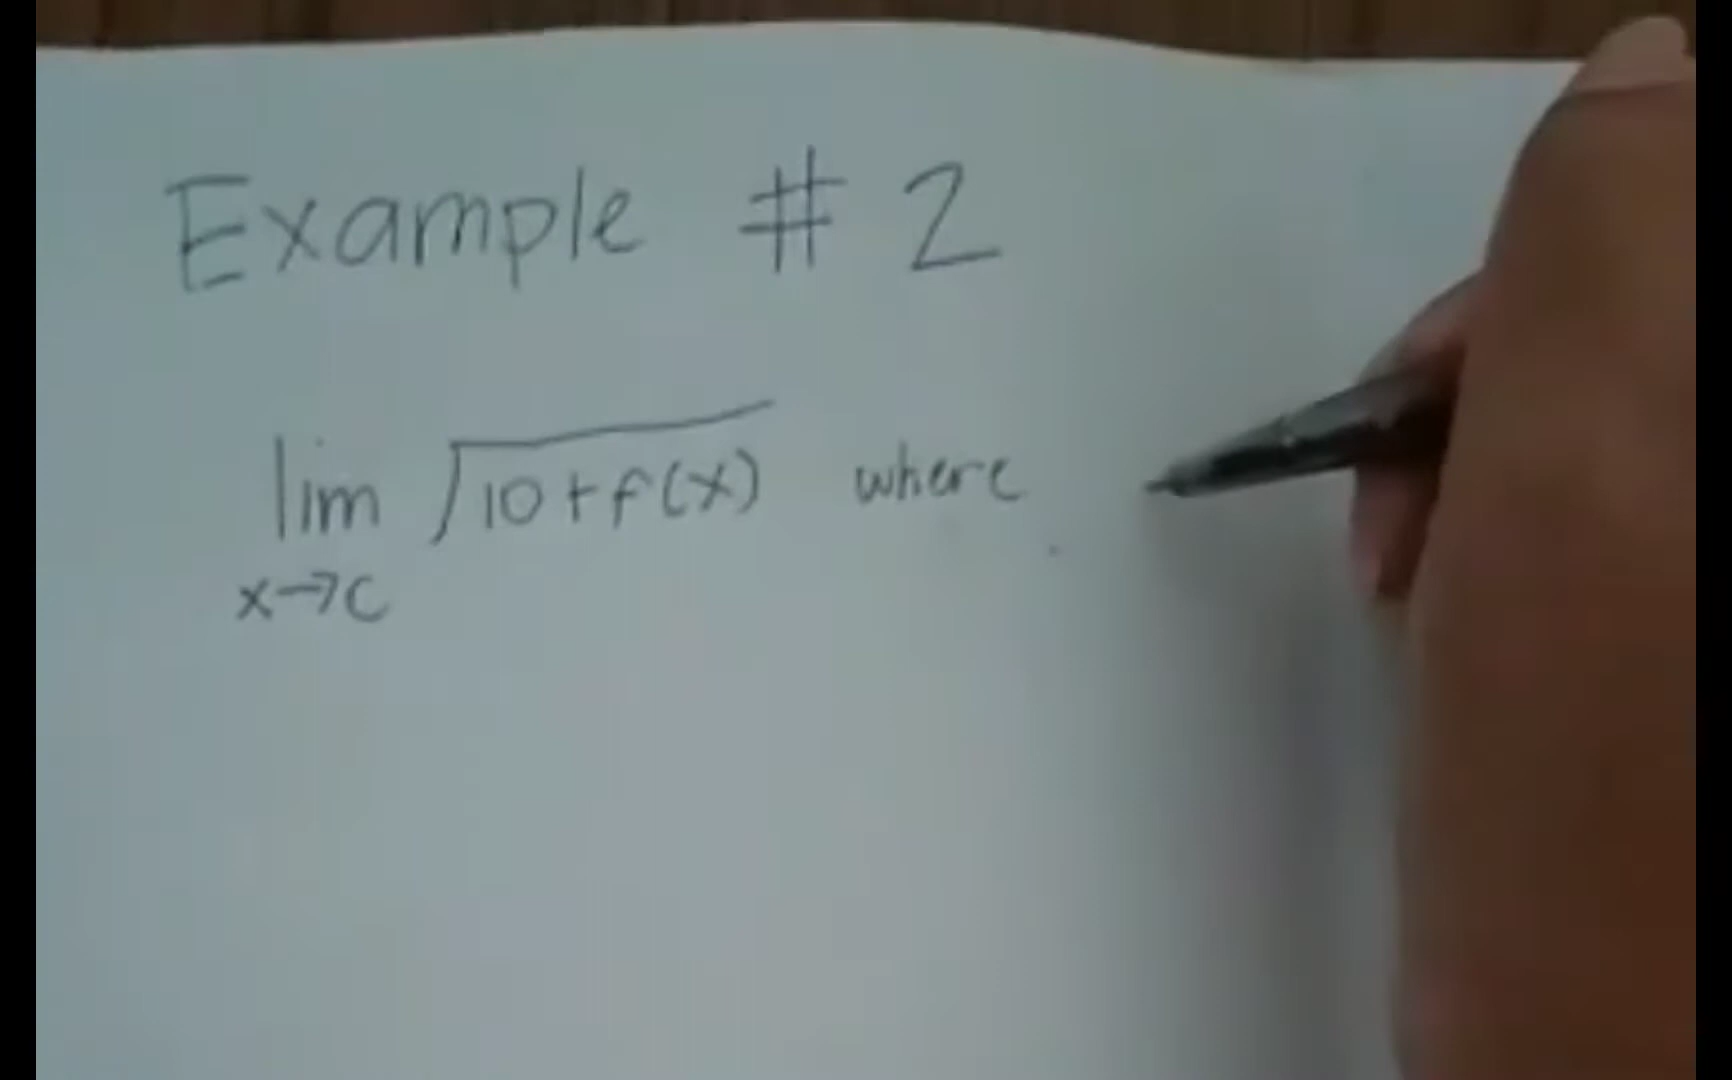 Example # 2
lim √10+f(x) where
x→c